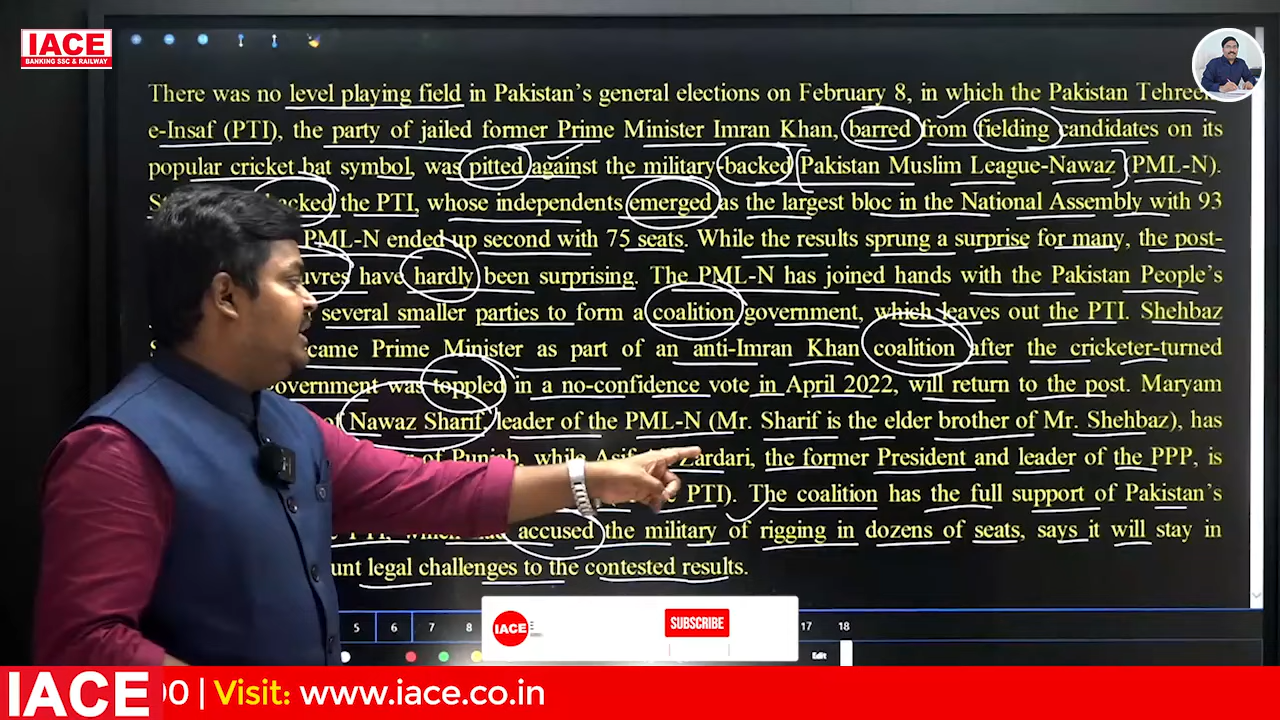 IACE
BANKING SSC & RAILWAY
There was no level playing field in Pakistan's general elections on February 8, in which the Pakistan Tehreek-
e-Insaf (PTI), the party of jailed former Prime Minister Imran Khan, barred from fielding candidates on its
popular cricket bat symbol, was pitted against the military-backed Pakistan Muslim League-Nawaz (PML-N).
the PTI, whose independents emerged as the largest bloc in the National Assembly with 93
PML-N ended up second with 75 seats. While the results sprung a surprise for many, the post-
have hardly been surprising. The PML-N has joined hands with the Pakistan People's
several smaller parties to form a coalition government, which leaves out the PTI. Shehbaz
Prime Minister as part of an anti-Imran Khan coalition after the cricketer-turned
was toppled in a no-confidence vote in April 2022, will return to the post. Maryam
of Nawaz Sharif, leader of the PML-N (Mr. Sharif is the elder brother of Mr. Shehbaz), has
of Punjab, while Zardari, the former President and leader of the PPP, is
PTI). The coalition has the full support of Pakistan's
accused the military of rigging in dozens of seats, says it will stay in
legal challenges to the contested results.
5 6 7 8 17 18
Edit
IACE
SUBSCRIBE
IACE 00 | Visit: www.iace.co.in